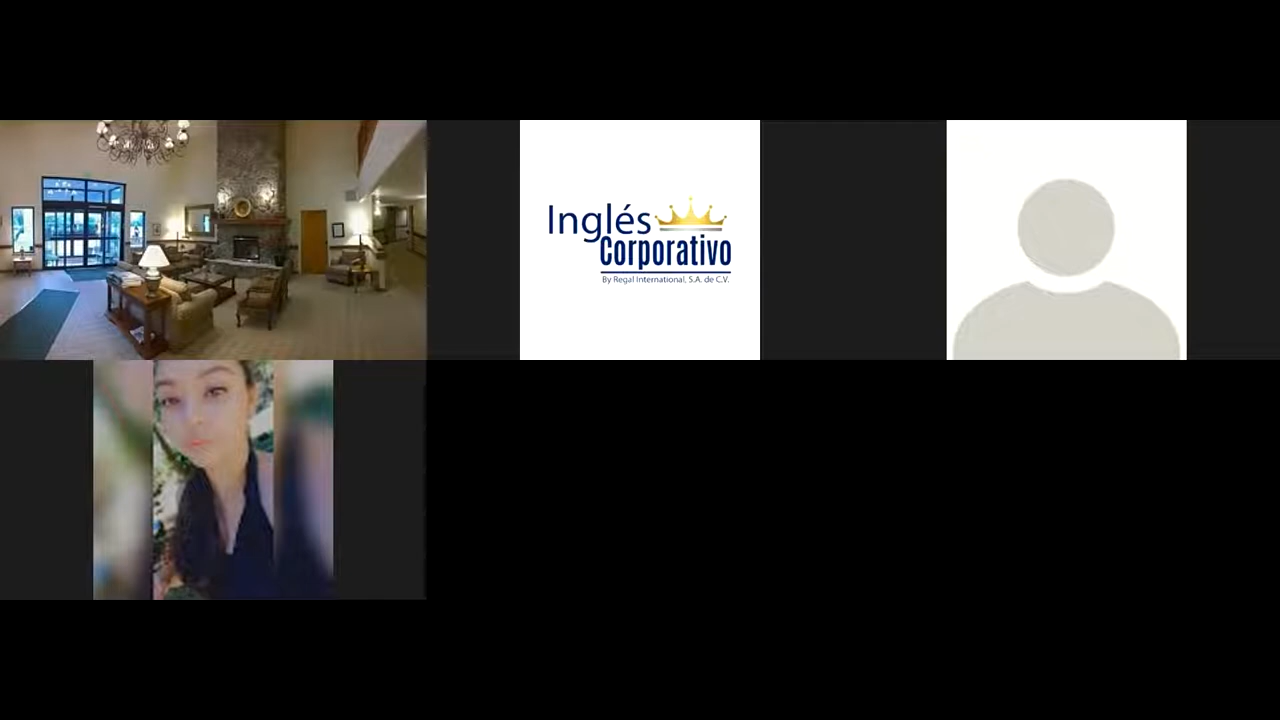 Inglés
Corporativo
By Regal International, S.A. de C.V.